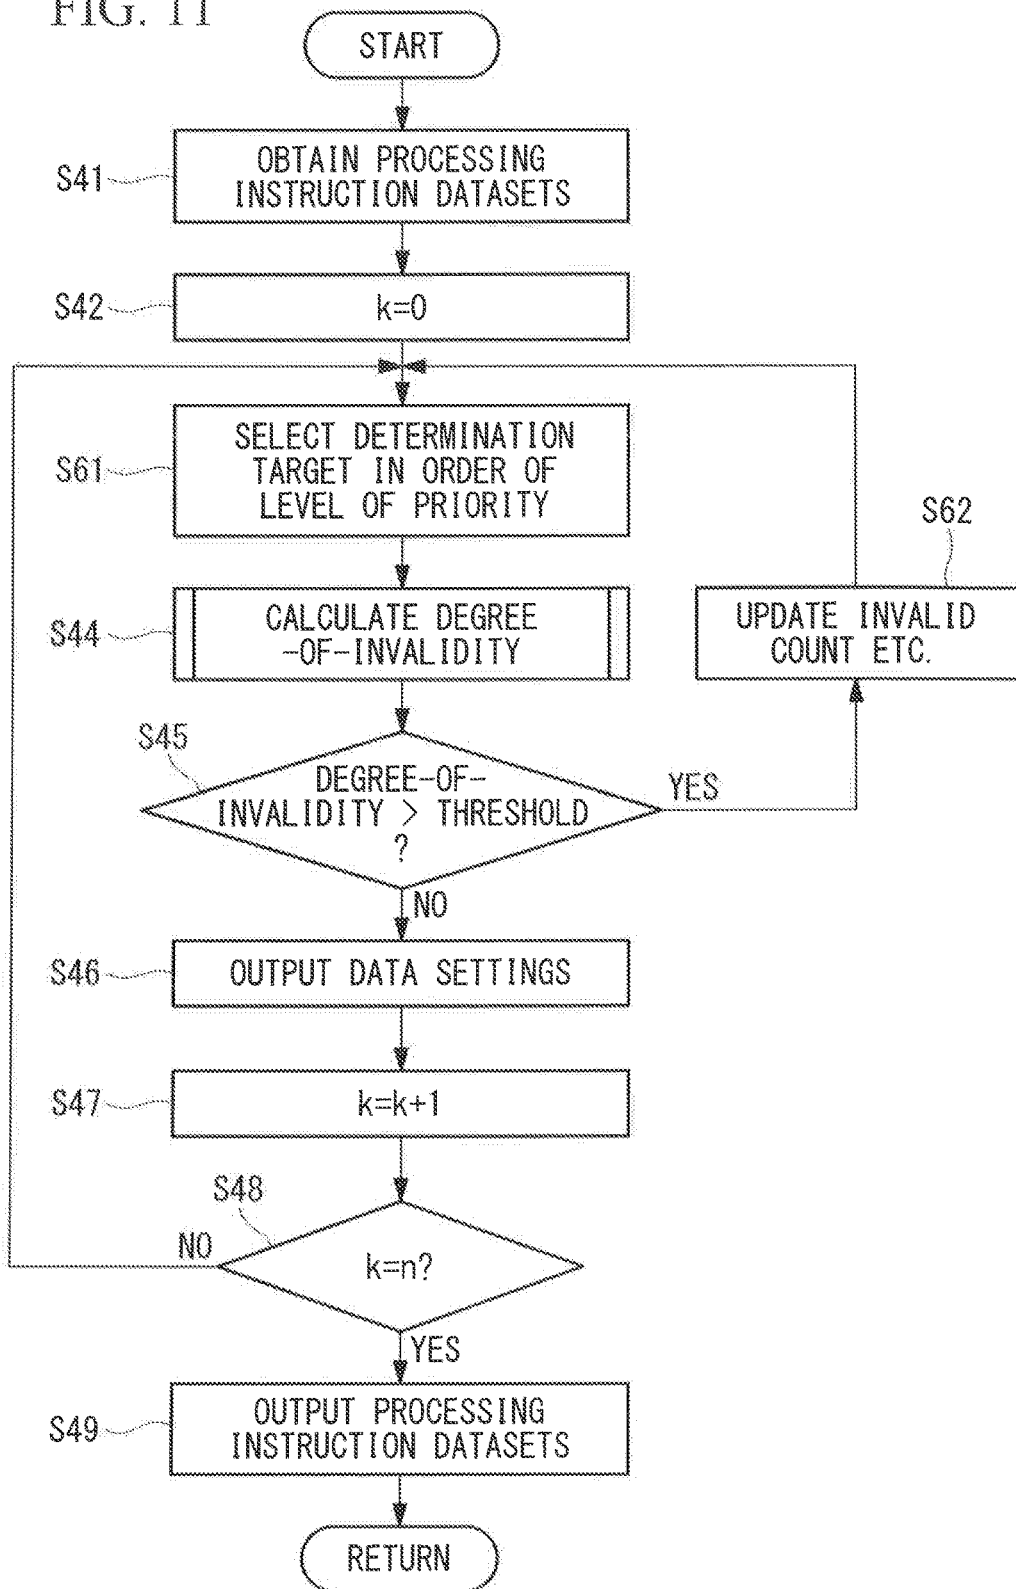 FIG. 11
START
S41
OBTAIN PROCESSING
INSTRUCTION DATASETS
S42
k=0
S61
SELECT DETERMINATION
TARGET IN ORDER OF
LEVEL OF PRIORITY
S62
UPDATE INVALID
COUNT ETC.
S44
CALCULATE DEGREE
-OF-INVALIDITY
S45
DEGREE-OF-
INVALIDITY > THRESHOLD
?
YES
NO
S46
OUTPUT DATA SETTINGS
S47
k=k+1
S48
k=n?
NO
YES
S49
OUTPUT PROCESSING
INSTRUCTION DATASETS
RETURN